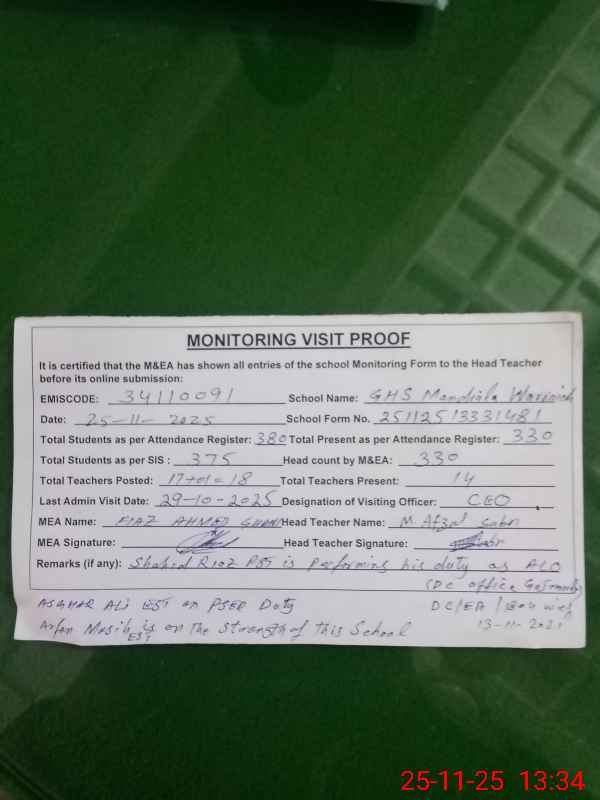 MONITORING VISIT PROOF
It is certified that the M&EA has shown all entries of the school Monitoring Form to the Head Teacher
before its online submission:
EMISCODE: 34110091 School Name: GHS Mandiala Warraich
Date: 25-11-2025 School Form No. 25112513331481
Total Students as per Attendance Register: 380 Total Present as per Attendance Register: 330
Total Students as per SIS : 375 Head count by M&EA: 330
Total Teachers Posted: 17+01=18 Total Teachers Present: 14
Last Admin Visit Date: 29-10-2025 Designation of Visiting Officer: CEO
MEA Name: FIAZ AHMED Head Teacher Name: M. Afzal Sabr
MEA Signature: Head Teacher Signature:
Remarks (if any): Shahid Riaz PST is performing his duty as ALO
(DC office
ASGHAR ALI EST on PSER Duty DC/EA
Arfan Masih is on The Strength of This School 13-11-2021
EST
25-11-25 13:34